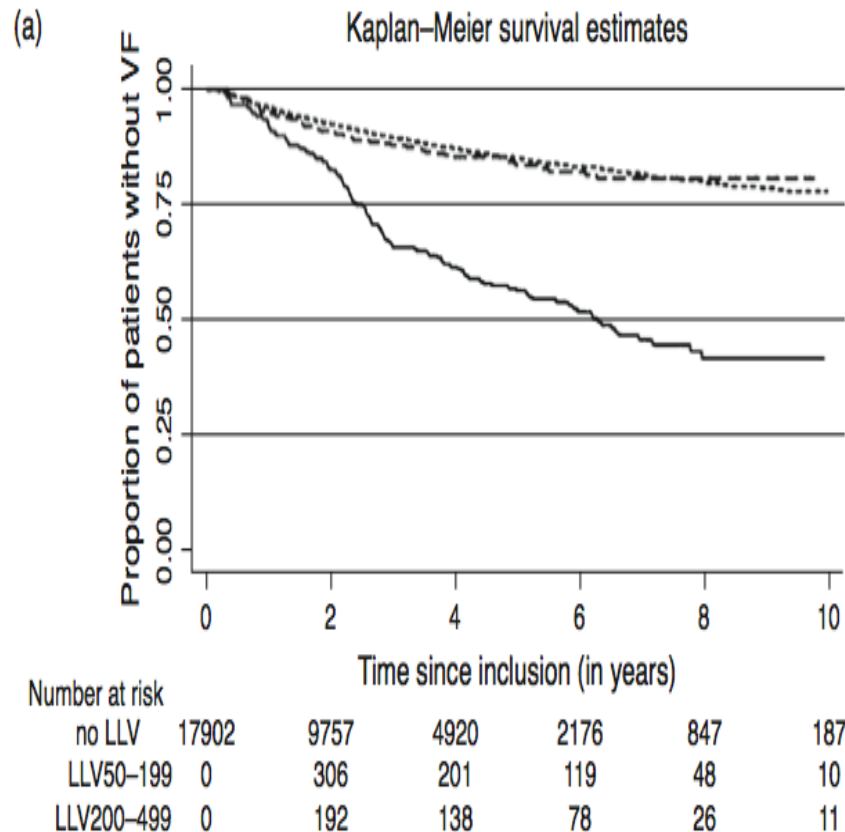 (a)
Kaplan–Meier survival estimates
Proportion of patients without VF
1.00
0.75
0.50
0.25
0.00
0 2 4 6 8 10
Time since inclusion (in years)
Number at risk
no LLV 17902 9757 4920 2176 847 187
LLV50–199 0 306 201 119 48 10
LLV200–499 0 192 138 78 26 11